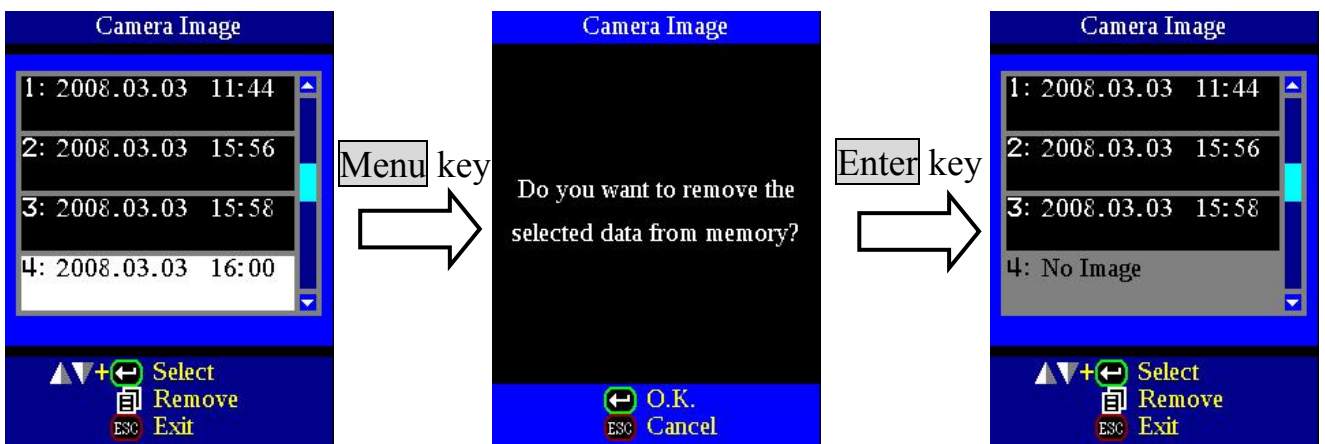 Camera Image
1: 2008.03.03 11:44
2: 2008.03.03 15:56
3: 2008.03.03 15:58
4: 2008.03.03 16:00
+ Select
Remove
ESC Exit
Menu key
Camera Image
Do you want to remove the
selected data from memory?
O.K.
ESC Cancel
Enter key
Camera Image
1: 2008.03.03 11:44
2: 2008.03.03 15:56
3: 2008.03.03 15:58
4: No Image
+ Select
Remove
ESC Exit